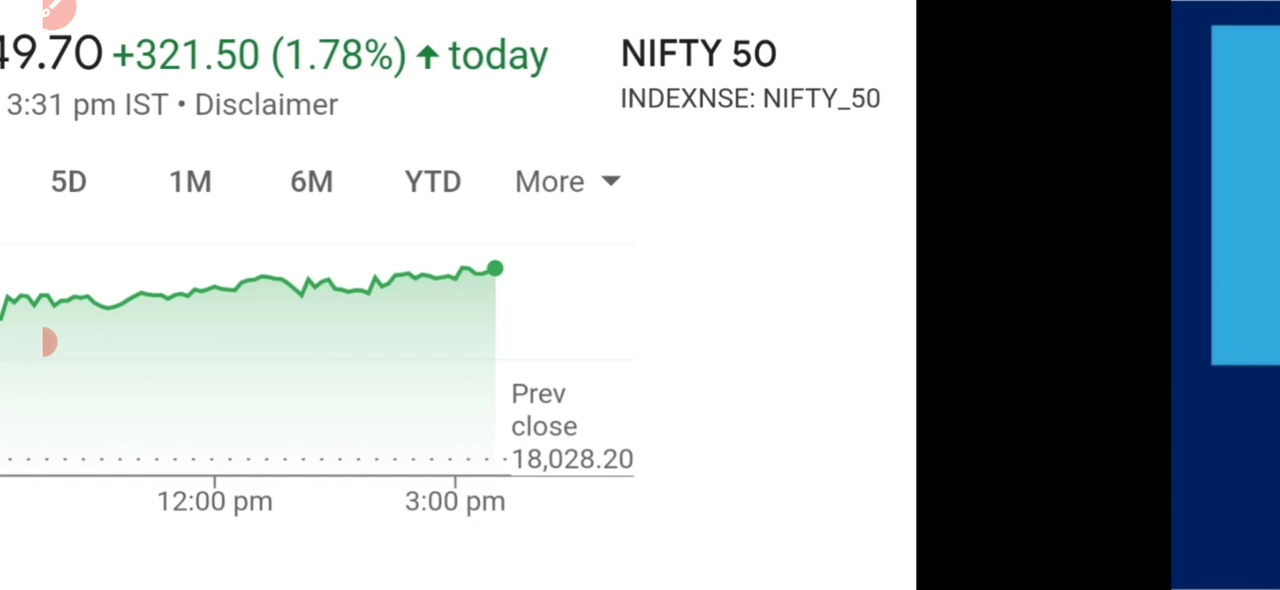 49.70 +321.50 (1.78%) ↑ today
3:31 pm IST • Disclaimer
NIFTY 50
INDEXNSE: NIFTY_50
5D 1M 6M YTD More
Prev
close
18,028.20
12:00 pm 3:00 pm